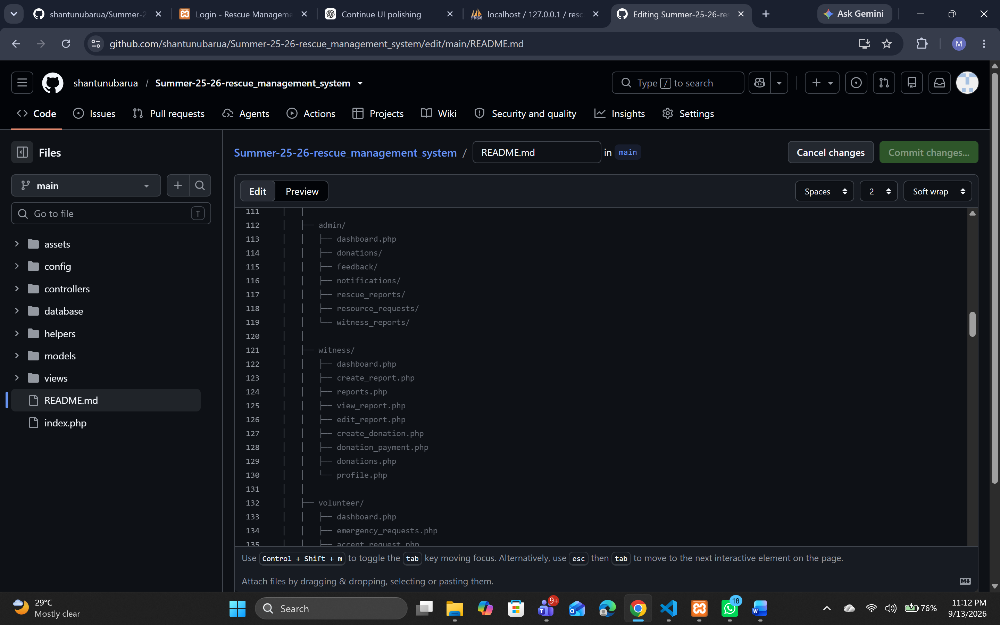 shantunubarua/Summer-2
Login - Rescue Manageme
Continue UI polishing
localhost / 127.0.0.1 / resc
Editing Summer-25-26-res
Ask Gemini
github.com/shantunubarua/Summer-25-26-rescue_management_system/edit/main/README.md
M
shantunubarua / Summer-25-26-rescue_management_system
Type / to search
Code
Issues
Pull requests
Agents
Actions
Projects
Wiki
Security and quality
Insights
Settings
Files
Summer-25-26-rescue_management_system / README.md in main
Cancel changes
Commit changes...
main
Go to file
T
assets
config
controllers
database
helpers
models
views
README.md
index.php
Edit
Preview
Spaces
2
Soft wrap
111 │ │
112 │ ├── admin/
113 │ │ ├── dashboard.php
114 │ │ ├── donations/
115 │ │ ├── feedback/
116 │ │ ├── notifications/
117 │ │ ├── rescue_reports/
118 │ │ ├── resource_requests/
119 │ │ └── witness_reports/
120 │ │
121 │ ├── witness/
122 │ │ ├── dashboard.php
123 │ │ ├── create_report.php
124 │ │ ├── reports.php
125 │ │ ├── view_report.php
126 │ │ ├── edit_report.php
127 │ │ ├── create_donation.php
128 │ │ ├── donation_payment.php
129 │ │ ├── donations.php
130 │ │ └── profile.php
131 │ │
132 │ ├── volunteer/
133 │ │ ├── dashboard.php
134 │ │ ├── emergency_requests.php
135 │ │ ├── accept_request.php
Use Control + Shift + m to toggle the tab key moving focus. Alternatively, use esc then tab to move to the next interactive element on the page.
Attach files by dragging & dropping, selecting or pasting them.
29°C
Mostly clear
Search
9+
18
76%
11:12 PM
9/13/2026